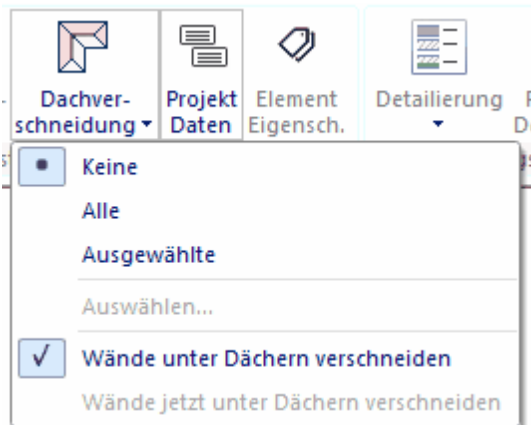 Dachver-
schneidung
Projekt
Daten
Element
Eigensch.
Detailierung
Keine
Alle
Ausgewählte
Auswählen...
Wände unter Dächern verschneiden
Wände jetzt unter Dächern verschneiden